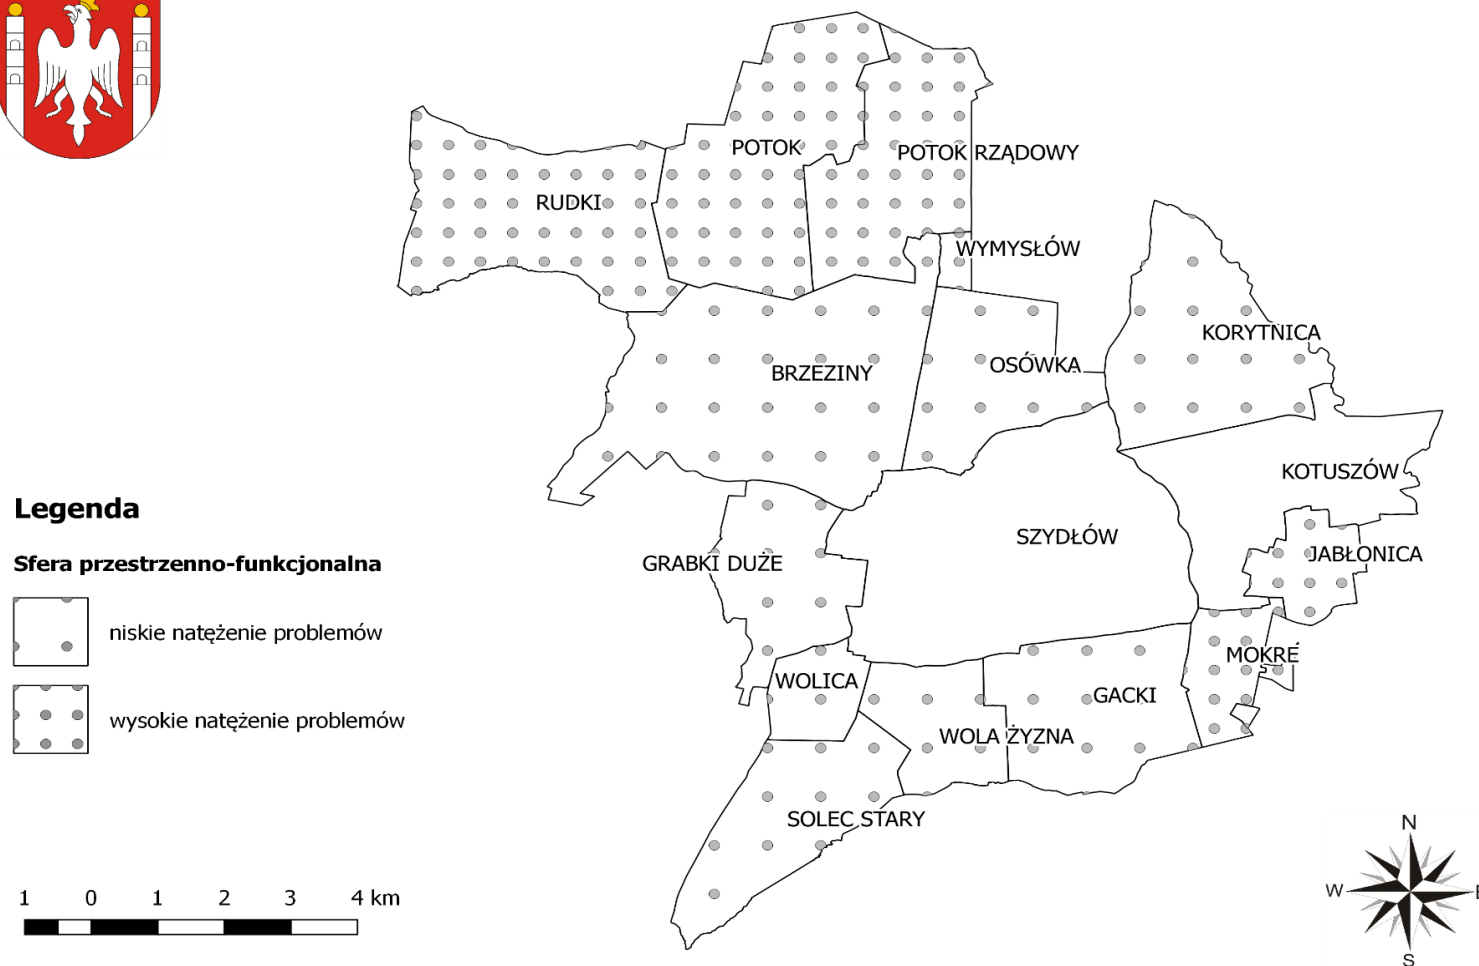 POTOK
POTOK RZĄDOWY
RUDKI
WYMYSŁÓW
KORYTNICA
BRZEZINY
OSÓWKA
KOTUSZÓW
Legenda
SZYDŁÓW
JABŁONICA
Sfera przestrzenno-funkcjonalna
GRABKI DUŻE
niskie natężenie problemów
MOKRE
WOLICA
GACKI
wysokie natężenie problemów
WOLA ŻYZNA
SOLEC STARY
N
W
E
S
1 0 1 2 3 4 km